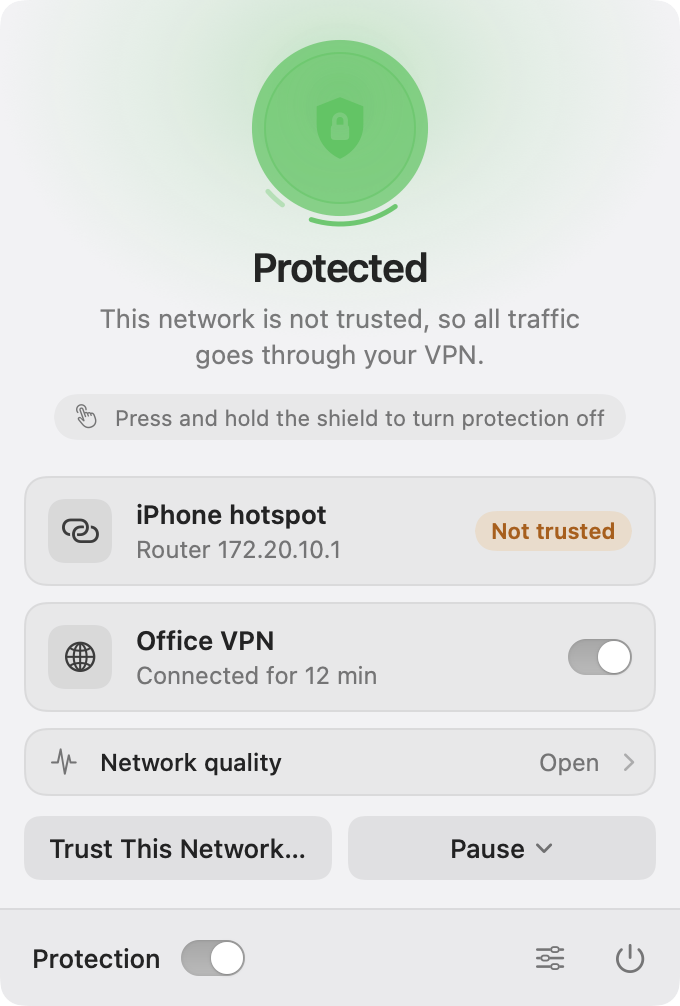 Protected
This network is not trusted, so all traffic
goes through your VPN.
Press and hold the shield to turn protection off
iPhone hotspot
Router 172.20.10.1
Not trusted
Office VPN
Connected for 12 min
Network quality
Open
Trust This Network...
Pause
Protection